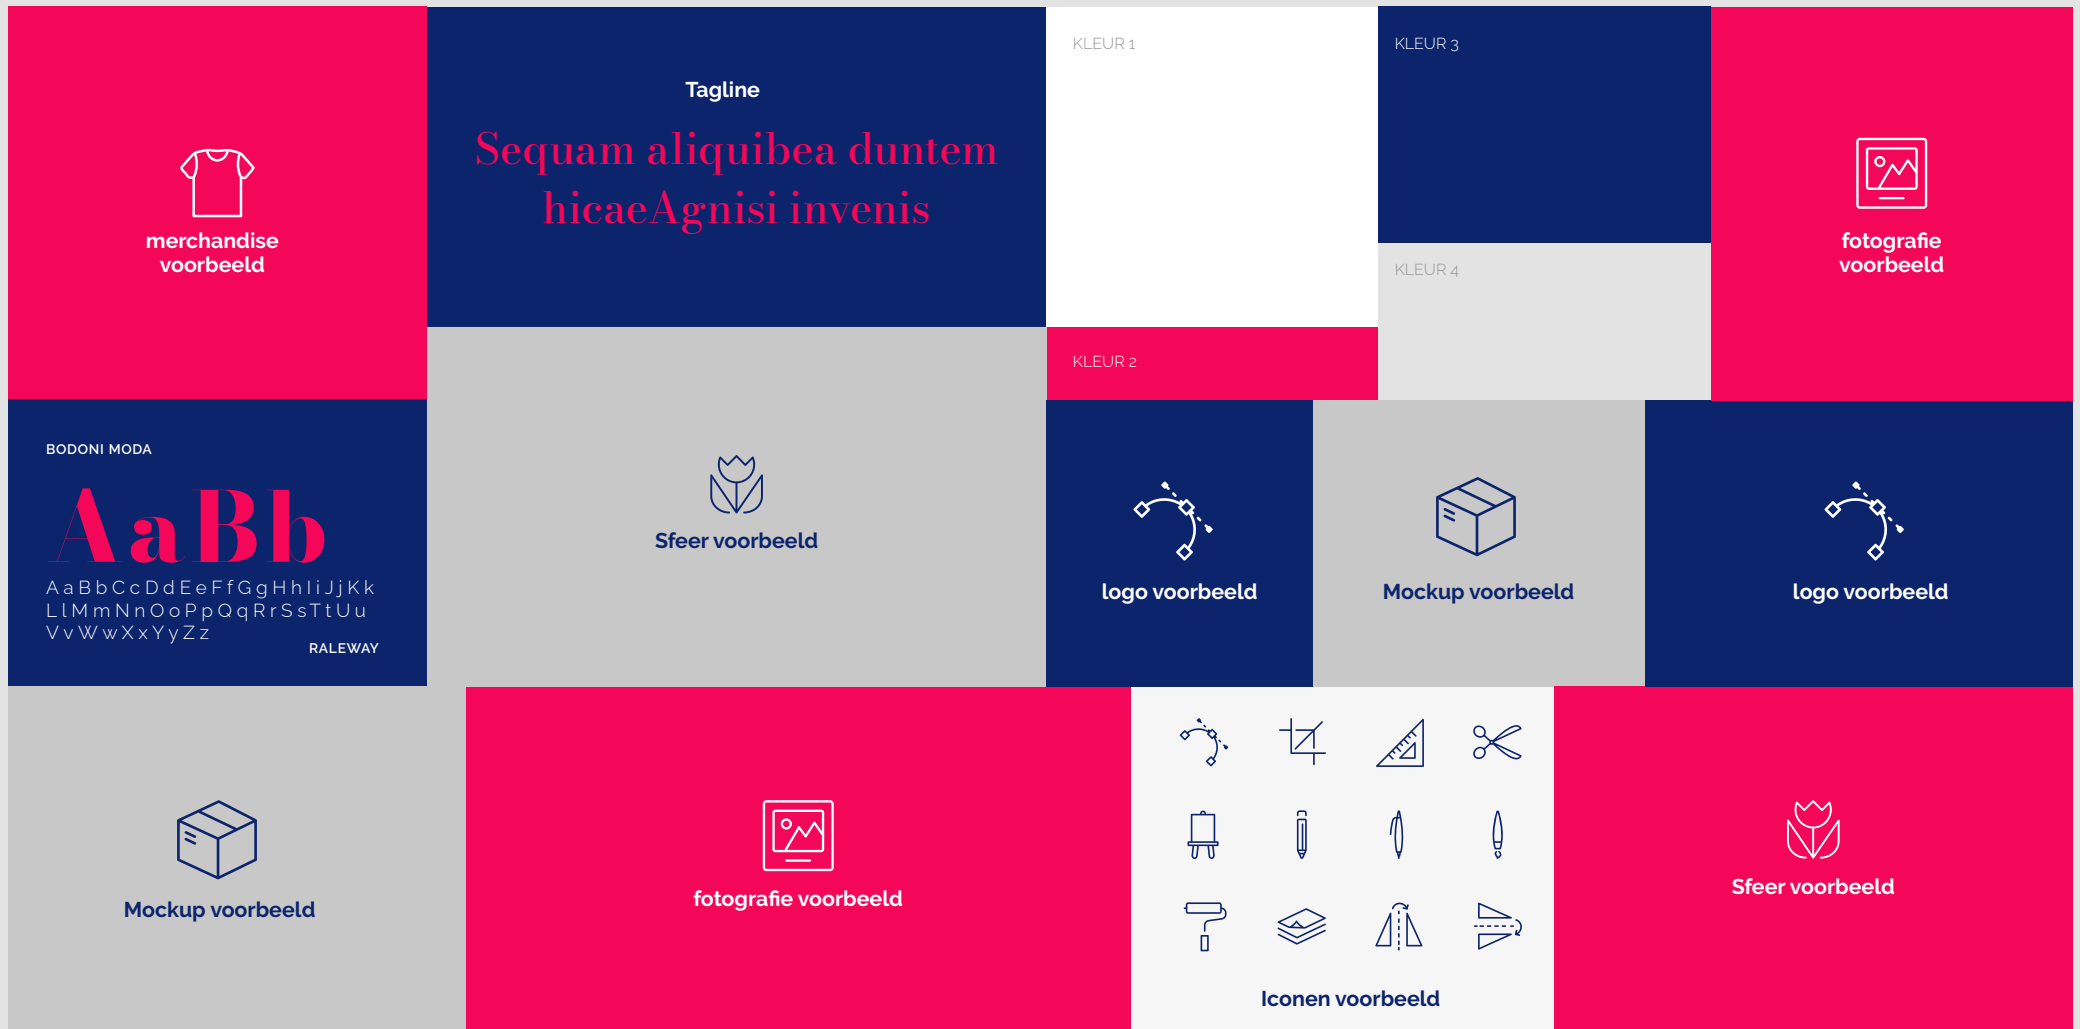 merchandise
voorbeeld
Tagline
Sequam aliquibea duntem
hicaeAgnisi invenis
KLEUR 1
KLEUR 2
KLEUR 3
KLEUR 4
fotografie
voorbeeld
BODONI MODA
AaBb
AaBbCcDdEeFfGgHhIiJjKk
LlMmNnOoPpQqRrSsTtUu
VvWwXxYyZz
RALEWAY
Sfeer voorbeeld
logo voorbeeld
Mockup voorbeeld
logo voorbeeld
Mockup voorbeeld
fotografie voorbeeld
Iconen voorbeeld
Sfeer voorbeeld